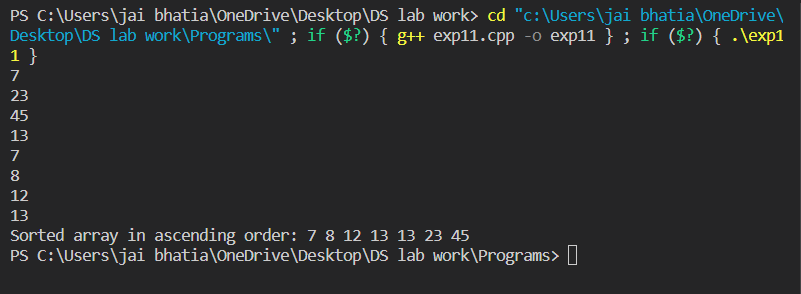 PS C:\Users\jai bhatia\OneDrive\Desktop\DS lab work> cd "c:\Users\jai bhatia\OneDrive\
Desktop\DS lab work\Programs\" ; if ($?) { g++ exp11.cpp -o exp11 } ; if ($?) { .\exp1
1 }
7
23
45
13
7
8
12
13
Sorted array in ascending order: 7 8 12 13 13 23 45
PS C:\Users\jai bhatia\OneDrive\Desktop\DS lab work\Programs>